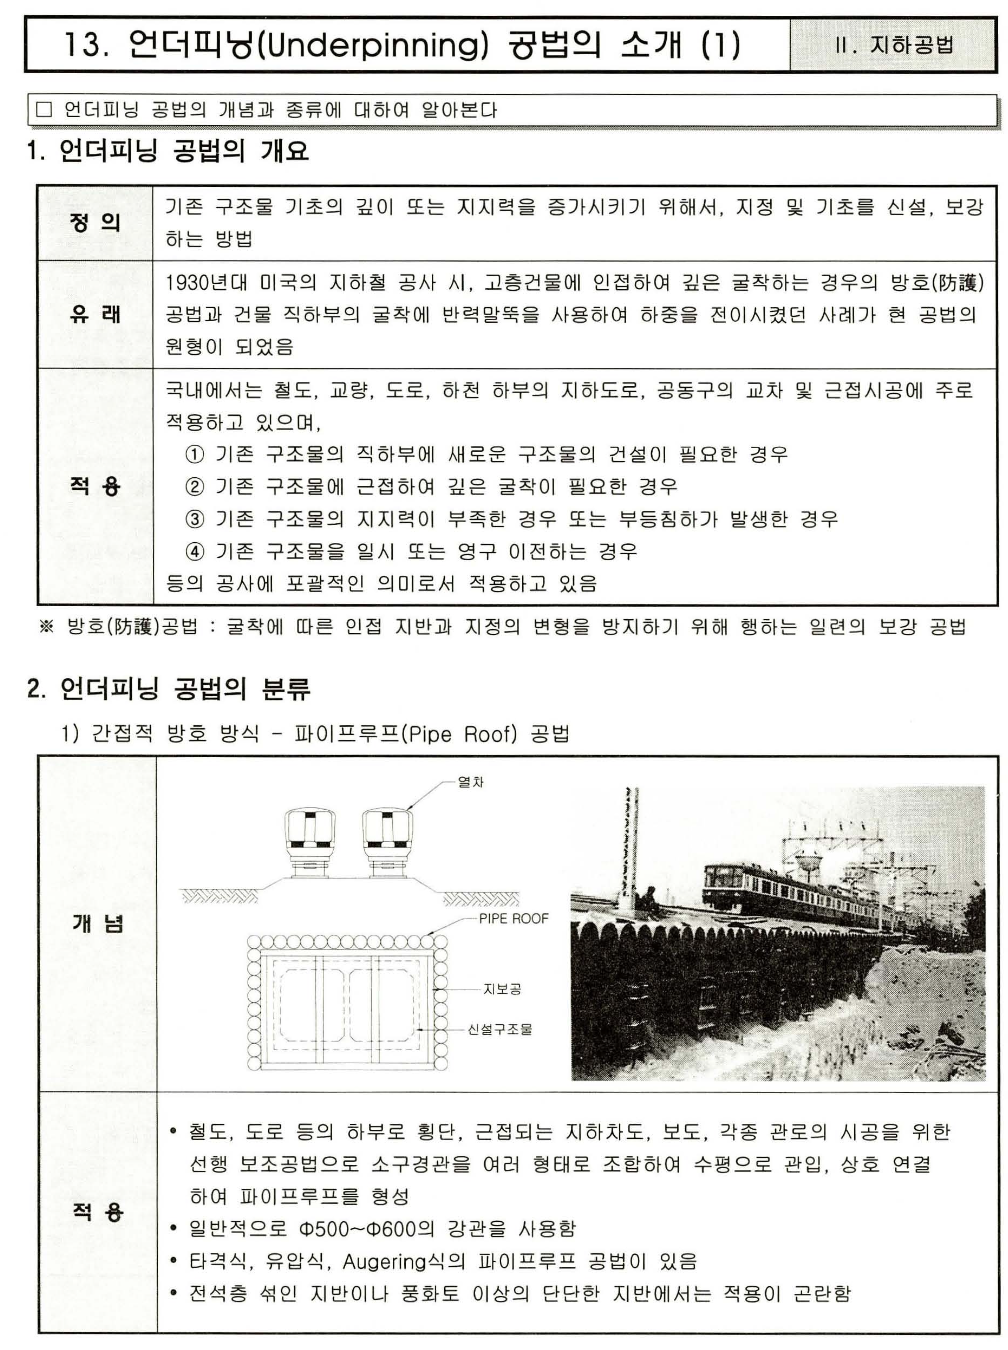 13. 언더피닝(Underpinning) 공법의 소개 (1)
II. 지하공법
□ 언더피닝 공법의 개념과 종류에 대하여 알아본다
1. 언더피닝 공법의 개요
정 의
기존 구조물 기초의 깊이 또는 지지력을 증가시키기 위해서, 지정 및 기초를 신설, 보강
하는 방법
유 래
1930년대 미국의 지하철 공사 시, 고층건물에 인접하여 깊은 굴착하는 경우의 방호(防護)
공법과 건물 직하부의 굴착에 반력말뚝을 사용하여 하중을 전이시켰던 사례가 현 공법의
원형이 되었음
적 용
국내에서는 철도, 교량, 도로, 하천 하부의 지하도로, 공동구의 교차 및 근접시공에 주로
적용하고 있으며,
① 기존 구조물의 직하부에 새로운 구조물의 건설이 필요한 경우
② 기존 구조물에 근접하여 깊은 굴착이 필요한 경우
③ 기존 구조물의 지지력이 부족한 경우 또는 부등침하가 발생한 경우
④ 기존 구조물을 일시 또는 영구 이전하는 경우
등의 공사에 포괄적인 의미로서 적용하고 있음
※ 방호(防護)공법 : 굴착에 따른 인접 지반과 지정의 변형을 방지하기 위해 행하는 일련의 보강 공법
2. 언더피닝 공법의 분류
1) 간접적 방호 방식 - 파이프루프(Pipe Roof) 공법
개 념
열차
PIPE ROOF
지보공
신설구조물
적 용
• 철도, 도로 등의 하부로 횡단, 근접되는 지하차도, 보도, 각종 관로의 시공을 위한
선행 보조공법으로 소구경관을 여러 형태로 조합하여 수평으로 관입, 상호 연결
하여 파이프루프를 형성
• 일반적으로 Φ500~Φ600의 강관을 사용함
• 타격식, 유압식, Augering식의 파이프루프 공법이 있음
• 전석층 섞인 지반이나 풍화토 이상의 단단한 지반에서는 적용이 곤란함